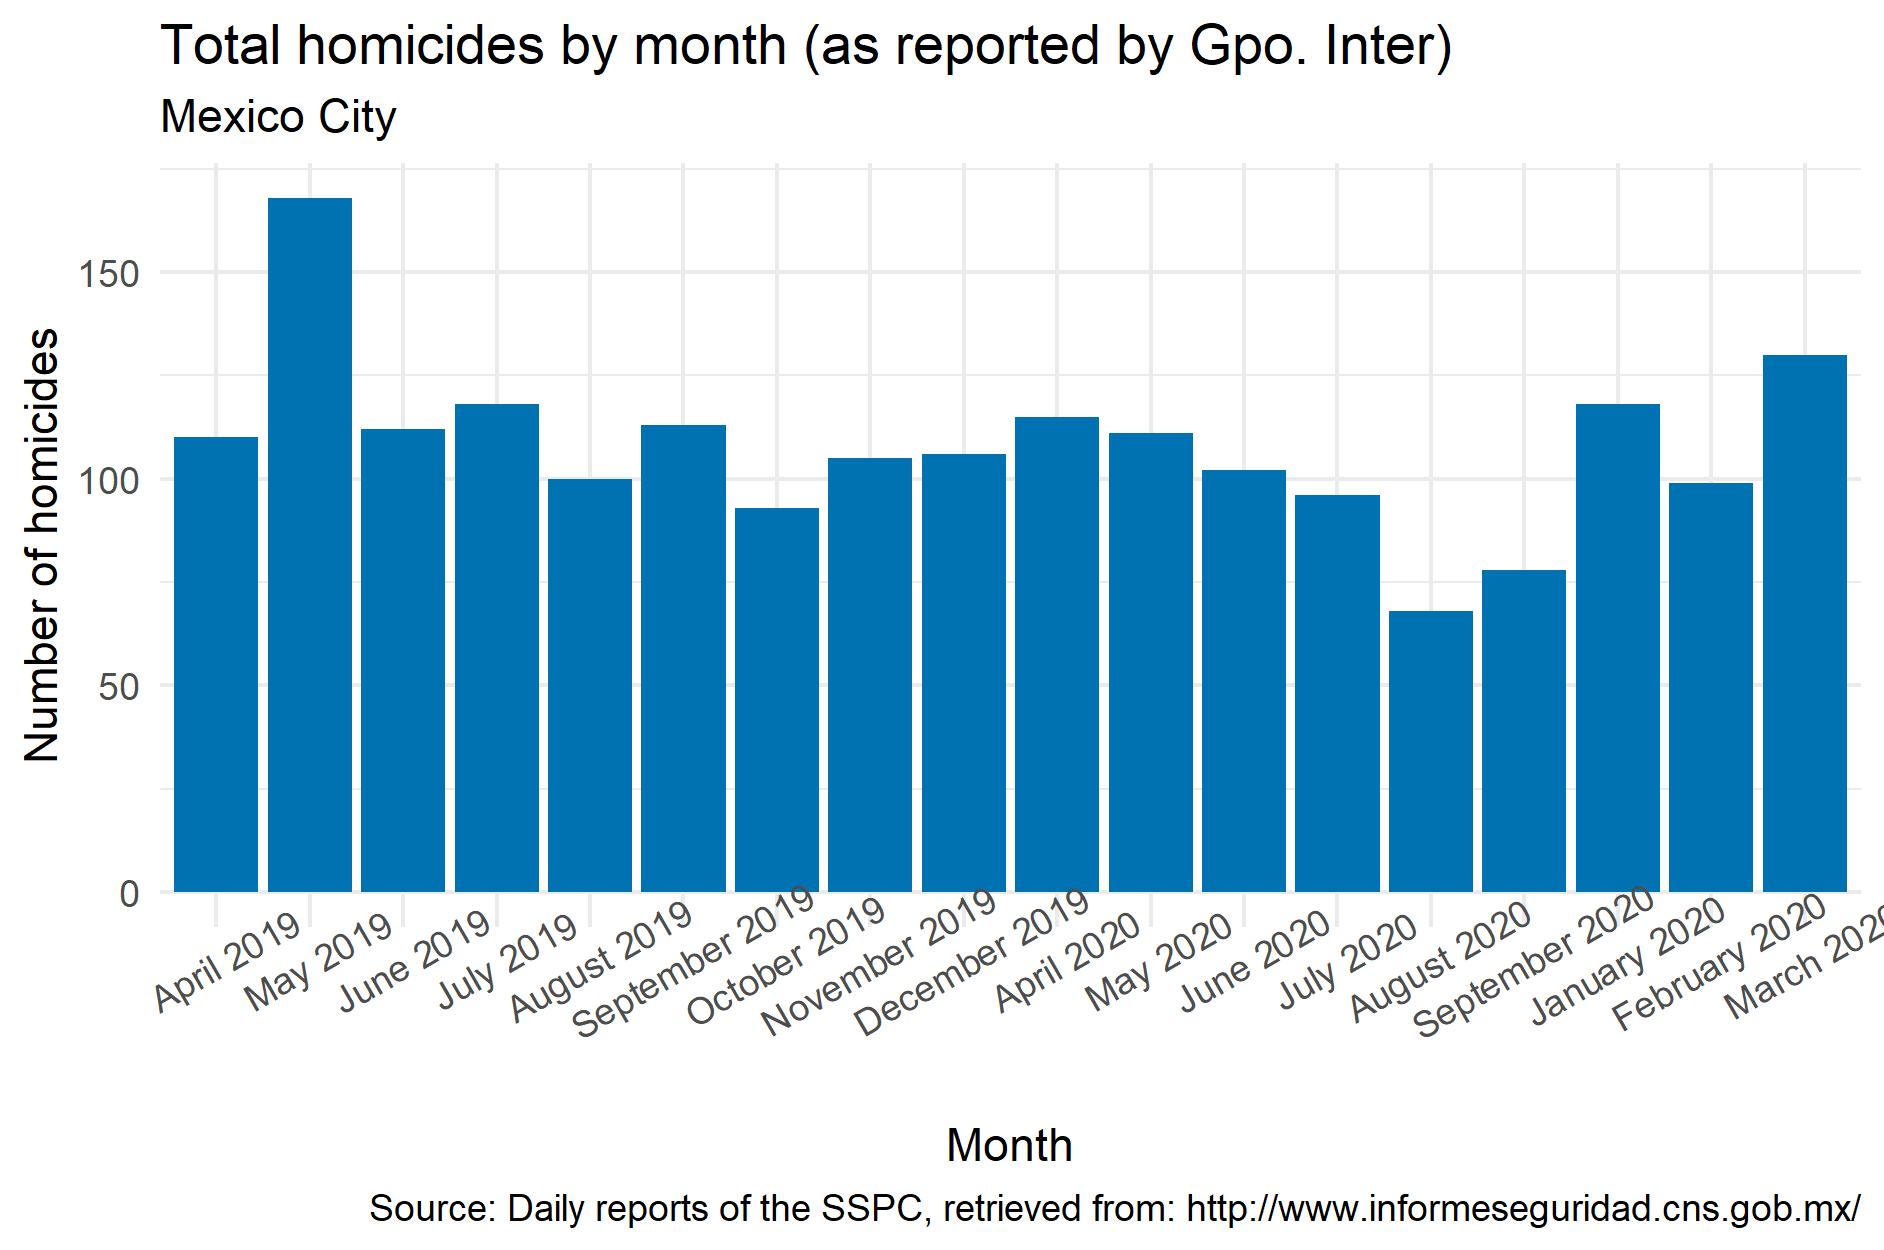 Total homicides by month (as reported by Gpo. Inter)
Mexico City
Number of homicides
150
100
50
0
April 2019
May 2019
June 2019
July 2019
August 2019
September 2019
October 2019
November 2019
December 2019
April 2020
May 2020
June 2020
July 2020
August 2020
September 2020
January 2020
February 2020
March 2020
Month
Source: Daily reports of the SSPC, retrieved from: http://www.informeseguridad.cns.gob.mx/